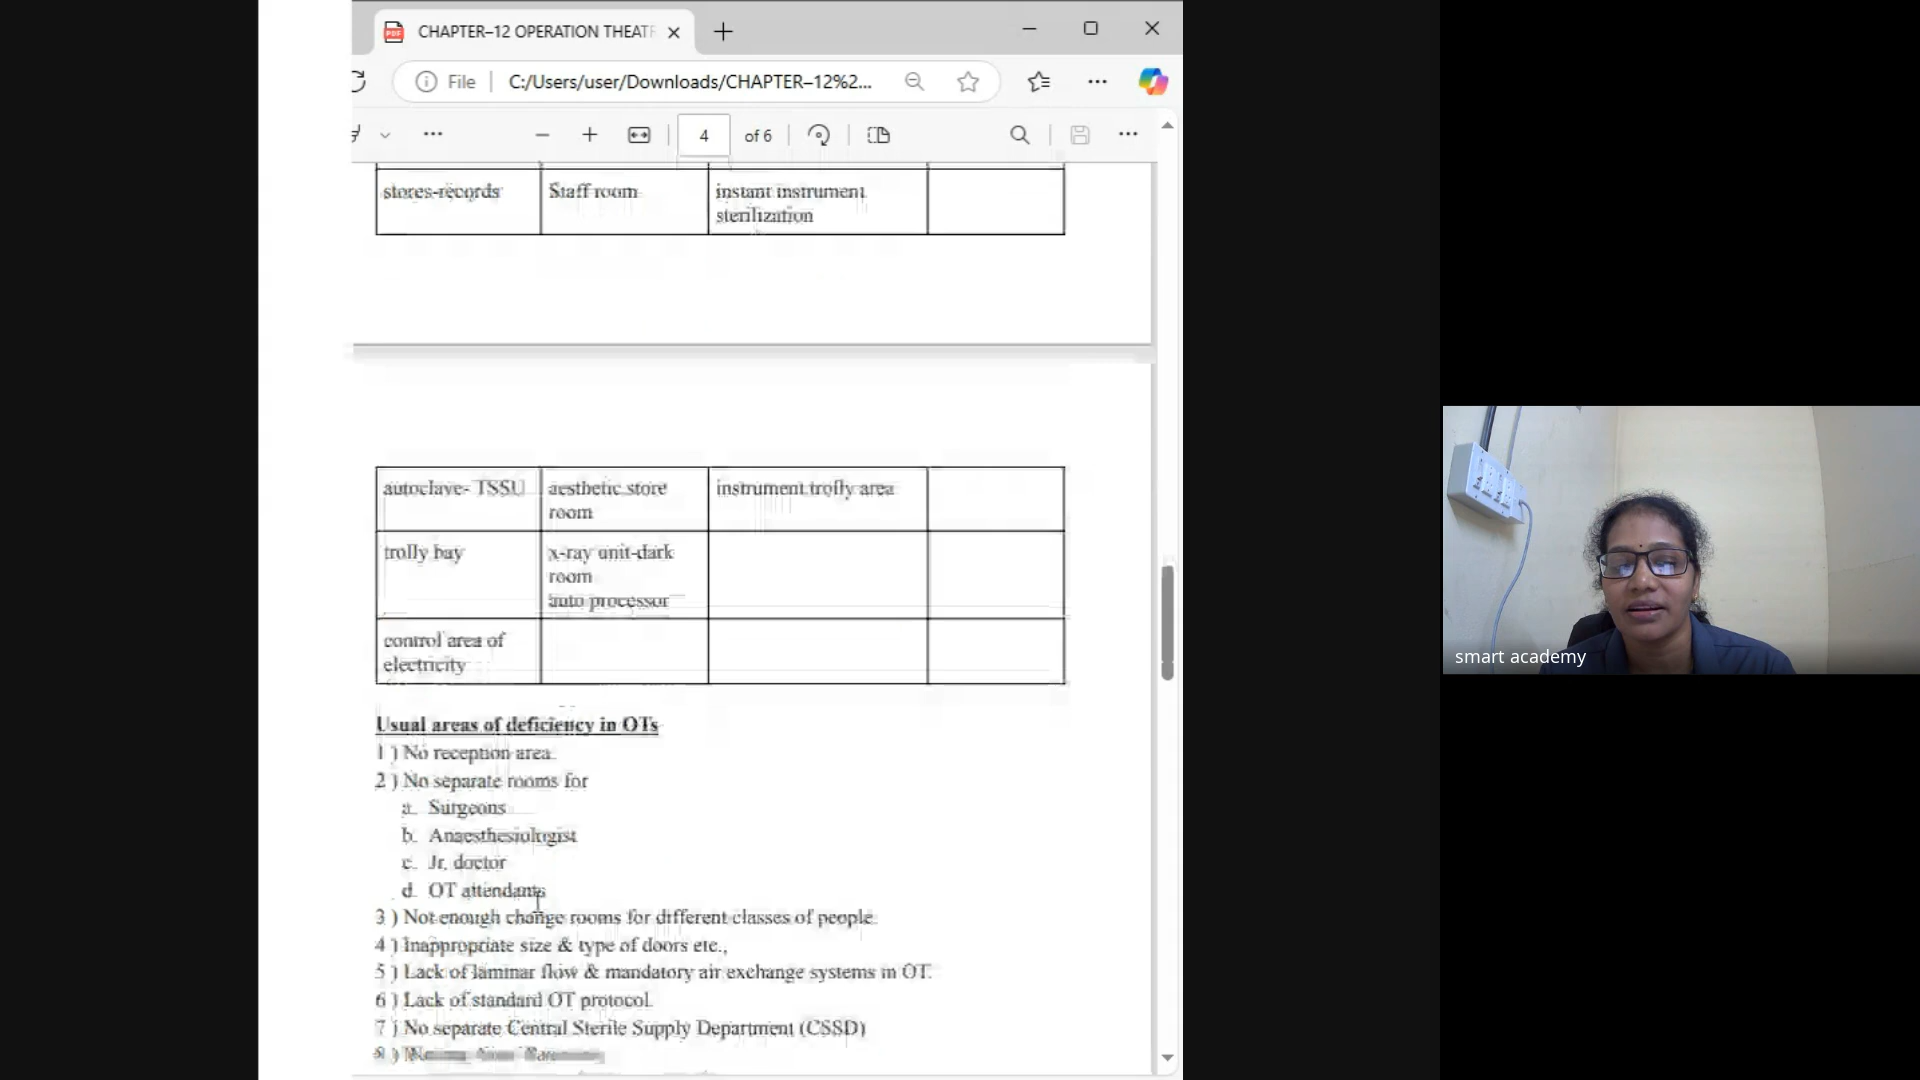 CHAPTER–12 OPERATION THEATR
File
C:/Users/user/Downloads/CHAPTER–12%2...
4 of 6
stores-records
Staff room
instant instrument
sterilization
autoclave- TSSU
aesthetic store
room
instrument trolly area
trolly bay
x-ray unit-dark
room
auto processor
control area of
electricity
Usual areas of deficiency in OTs
1 ) No reception area.
2 ) No separate rooms for
a. Surgeons
b. Anaesthesiologist
c. Jr. doctor
d. OT attendants
3 ) Not enough change rooms for different classes of people.
4 ) Inappropriate size & type of doors etc.,
5 ) Lack of laminar flow & mandatory air exchange systems in OT.
6 ) Lack of standard OT protocol.
7 ) No separate Central Sterile Supply Department (CSSD)
smart academy